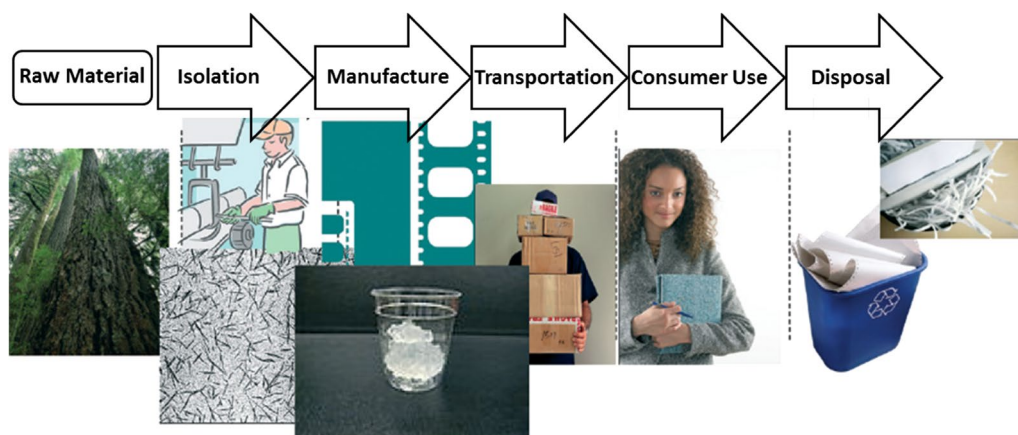 Raw Material
Isolation
Manufacture
Transportation
Consumer Use
Disposal